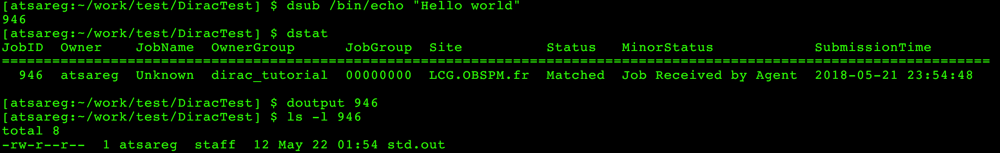 [atsareg:~/work/test/DiracTest] $ dsub /bin/echo "Hello world"
946
[atsareg:~/work/test/DiracTest] $ dstat
JobID  Owner    JobName  OwnerGroup      JobGroup  Site          Status   MinorStatus            SubmissionTime
======================================================================================================================
  946  atsareg  Unknown  dirac_tutorial  00000000  LCG.OBSPM.fr  Matched  Job Received by Agent  2018-05-21 23:54:48
[atsareg:~/work/test/DiracTest] $ doutput 946
[atsareg:~/work/test/DiracTest] $ ls -l 946
total 8
-rw-r--r--  1 atsareg  staff  12 May 22 01:54 std.out